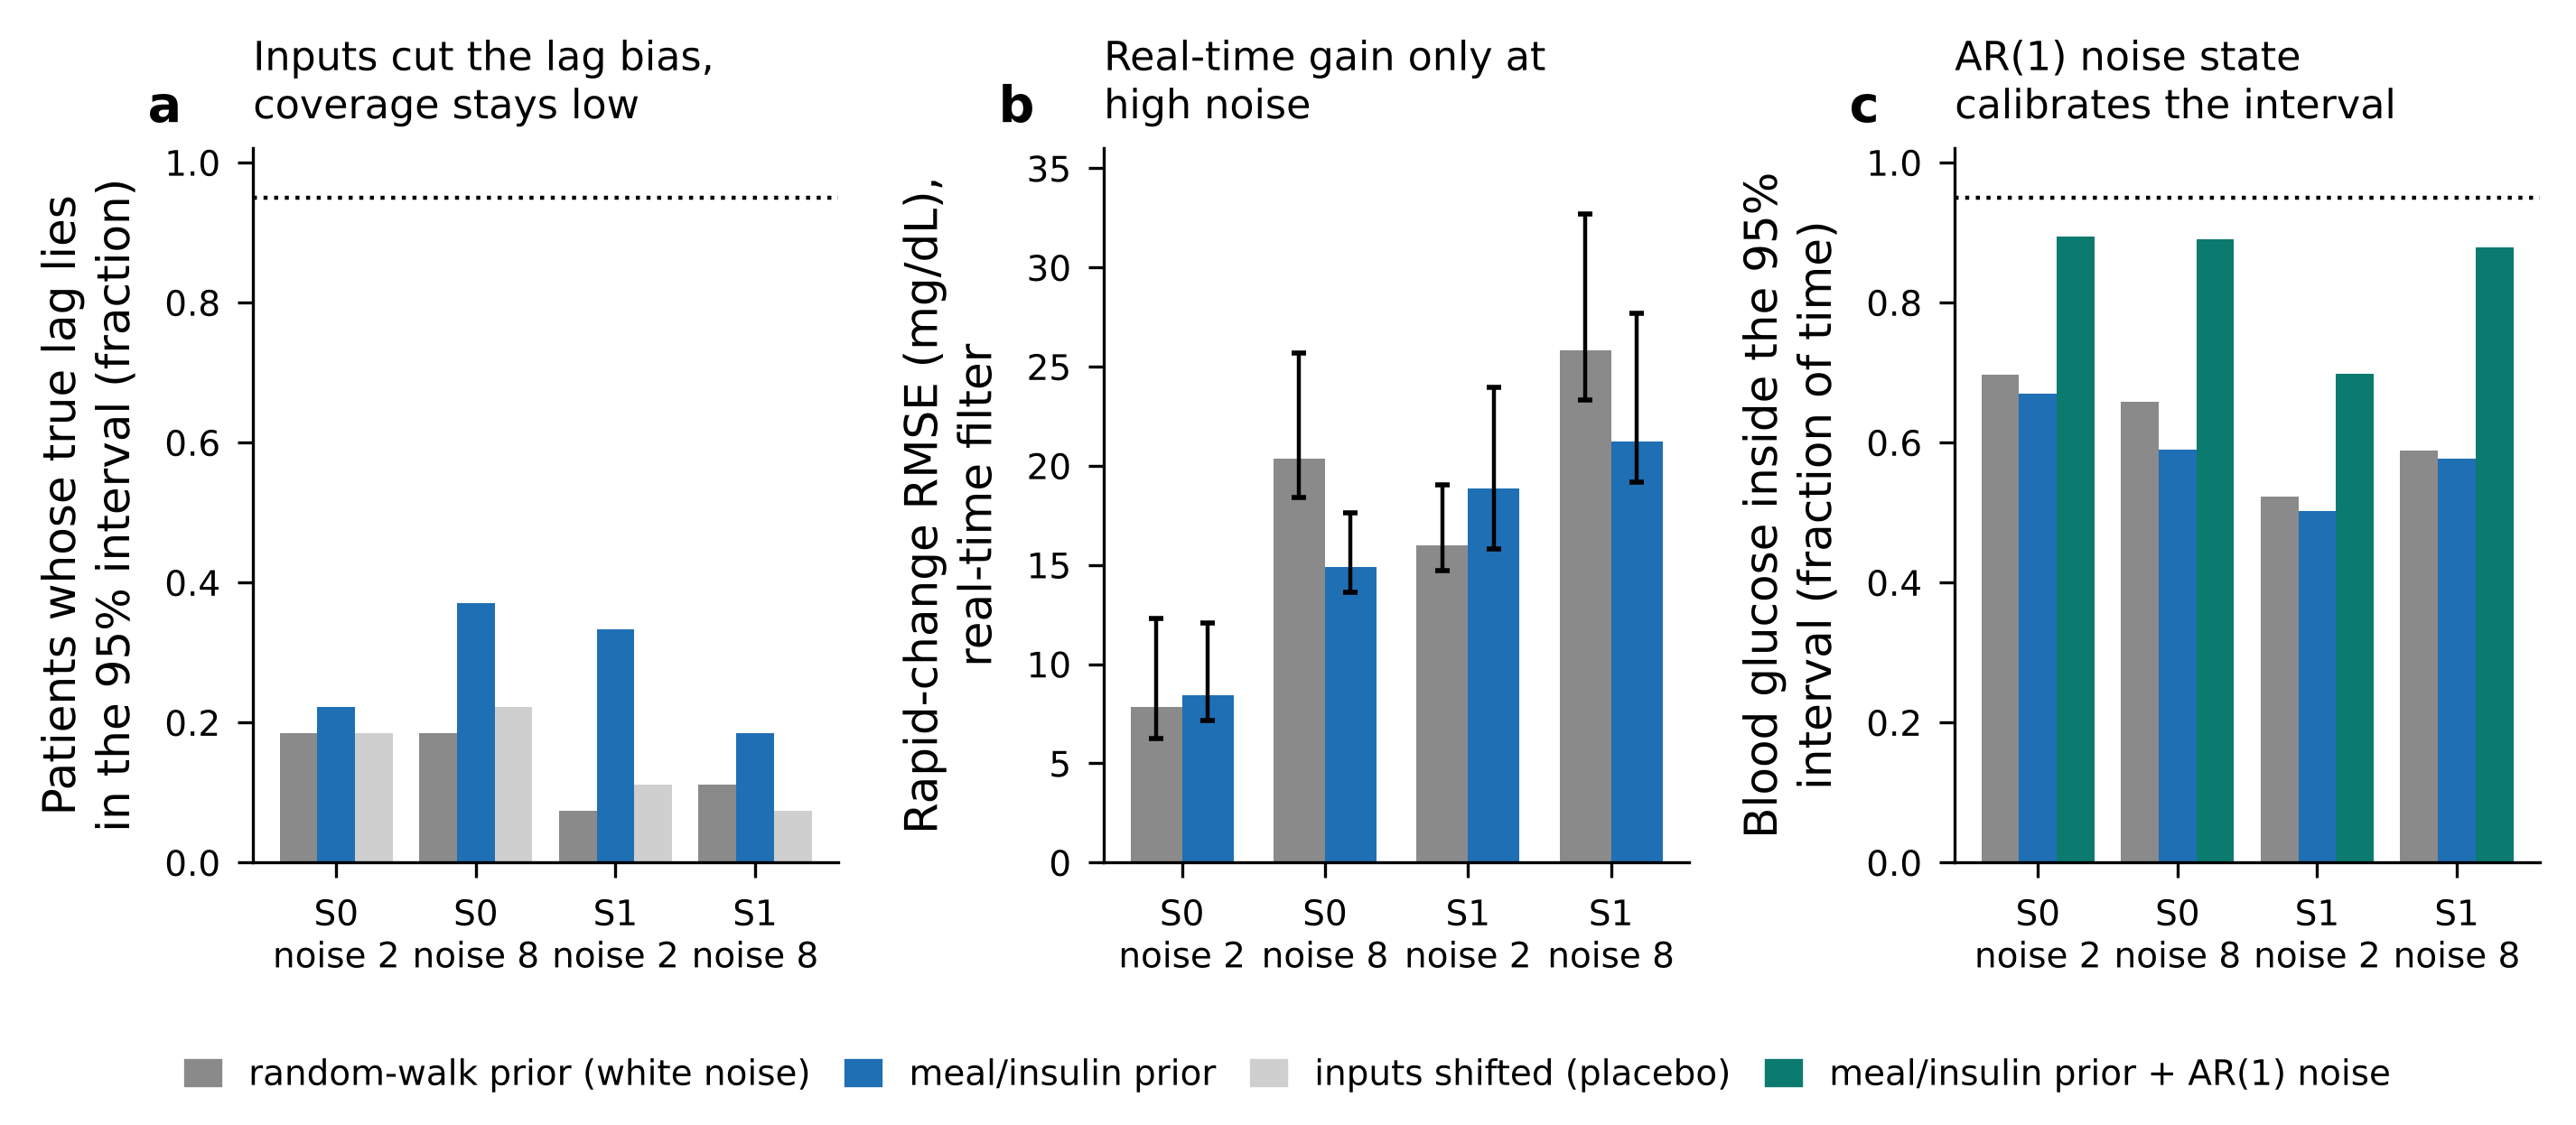 Inputs cut the lag bias,
coverage stays low
a
Patients whose true lag lies
in the 95% interval (fraction)
1.0
0.8
0.6
0.4
0.2
0.0
S0
noise 2
S0
noise 8
S1
noise 2
S1
noise 8
Real-time gain only at
high noise
b
Rapid-change RMSE (mg/dL),
real-time filter
35
30
25
20
15
10
5
0
S0
noise 2
S0
noise 8
S1
noise 2
S1
noise 8
AR(1) noise state
calibrates the interval
c
Blood glucose inside the 95%
interval (fraction of time)
1.0
0.8
0.6
0.4
0.2
0.0
S0
noise 2
S0
noise 8
S1
noise 2
S1
noise 8
random-walk prior (white noise)
meal/insulin prior
inputs shifted (placebo)
meal/insulin prior + AR(1) noise